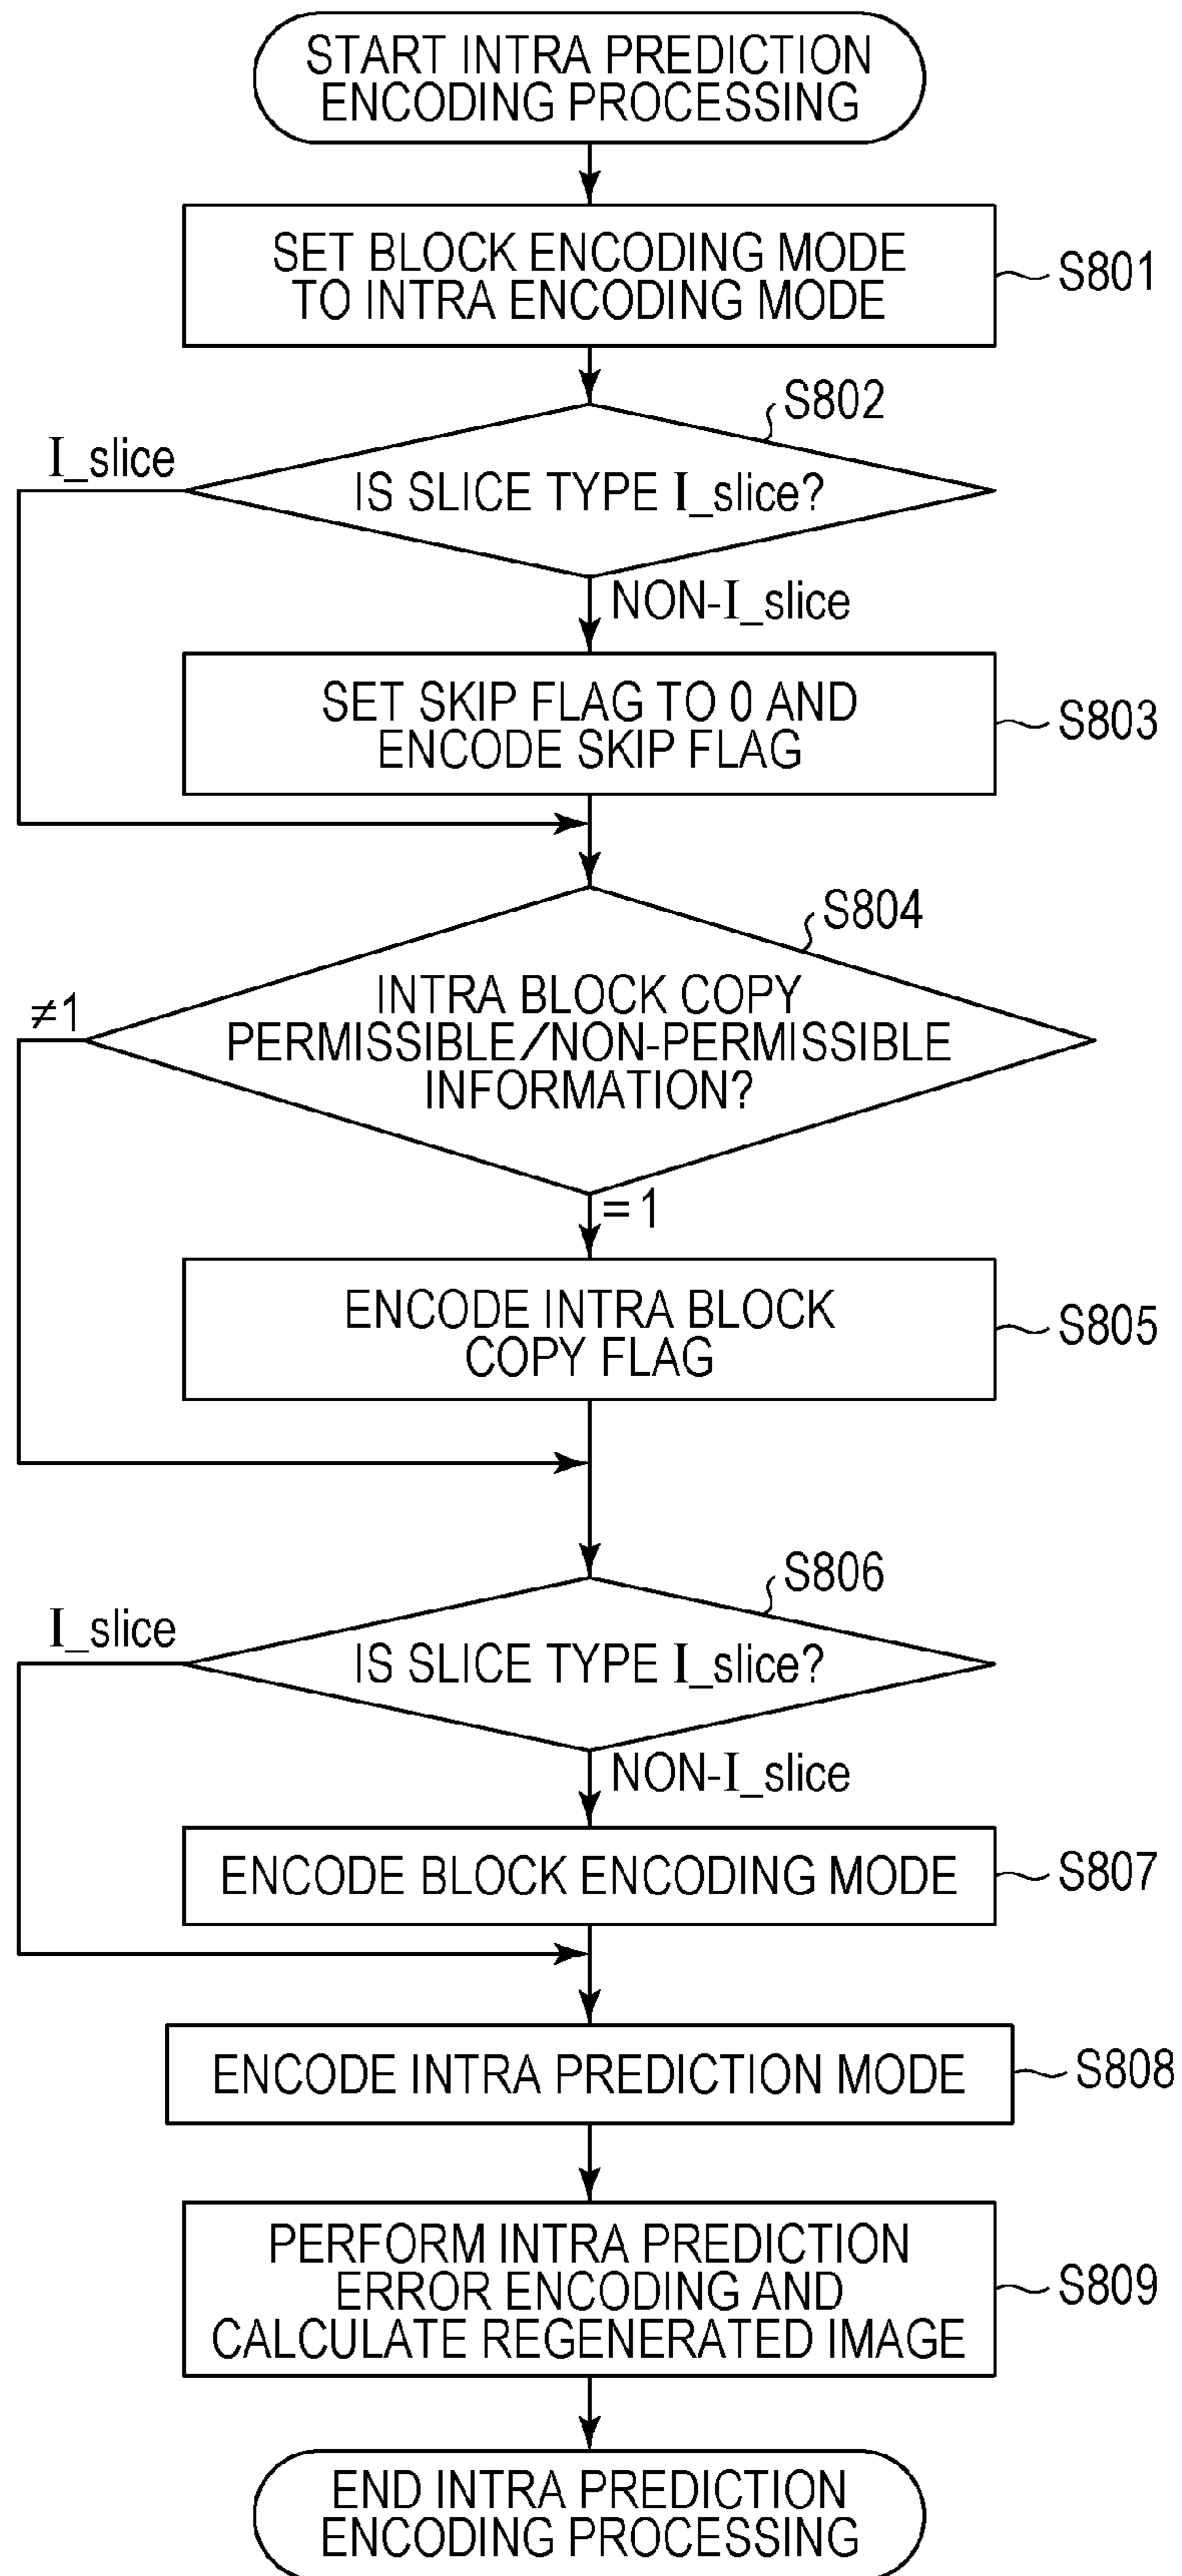 START INTRA PREDICTION
ENCODING PROCESSING
SET BLOCK ENCODING MODE
TO INTRA ENCODING MODE
S801
S802
I_slice
IS SLICE TYPE I_slice?
NON-I_slice
SET SKIP FLAG TO 0 AND
ENCODE SKIP FLAG
S803
S804
≠1
INTRA BLOCK COPY
PERMISSIBLE/NON-PERMISSIBLE
INFORMATION?
=1
ENCODE INTRA BLOCK
COPY FLAG
S805
S806
I_slice
IS SLICE TYPE I_slice?
NON-I_slice
ENCODE BLOCK ENCODING MODE
S807
ENCODE INTRA PREDICTION MODE
S808
PERFORM INTRA PREDICTION
ERROR ENCODING AND
CALCULATE REGENERATED IMAGE
S809
END INTRA PREDICTION
ENCODING PROCESSING